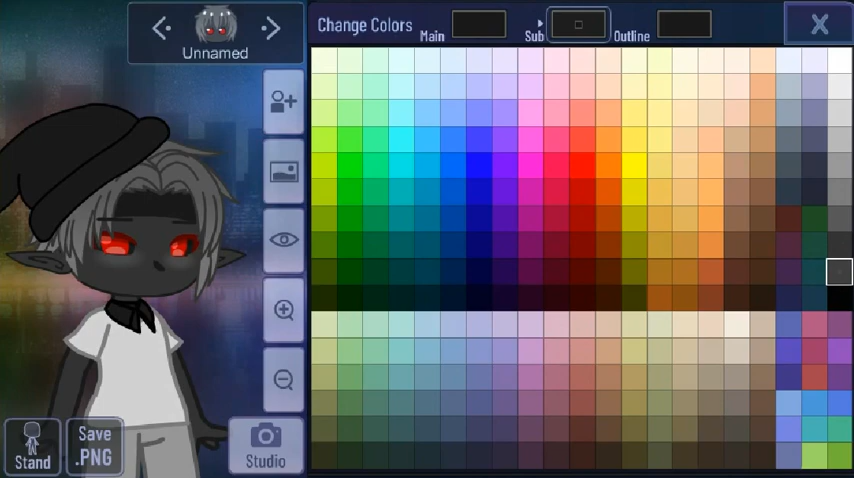 Unnamed
Change Colors
Main
Sub
Outline
X
Stand
Save
.PNG
Studio